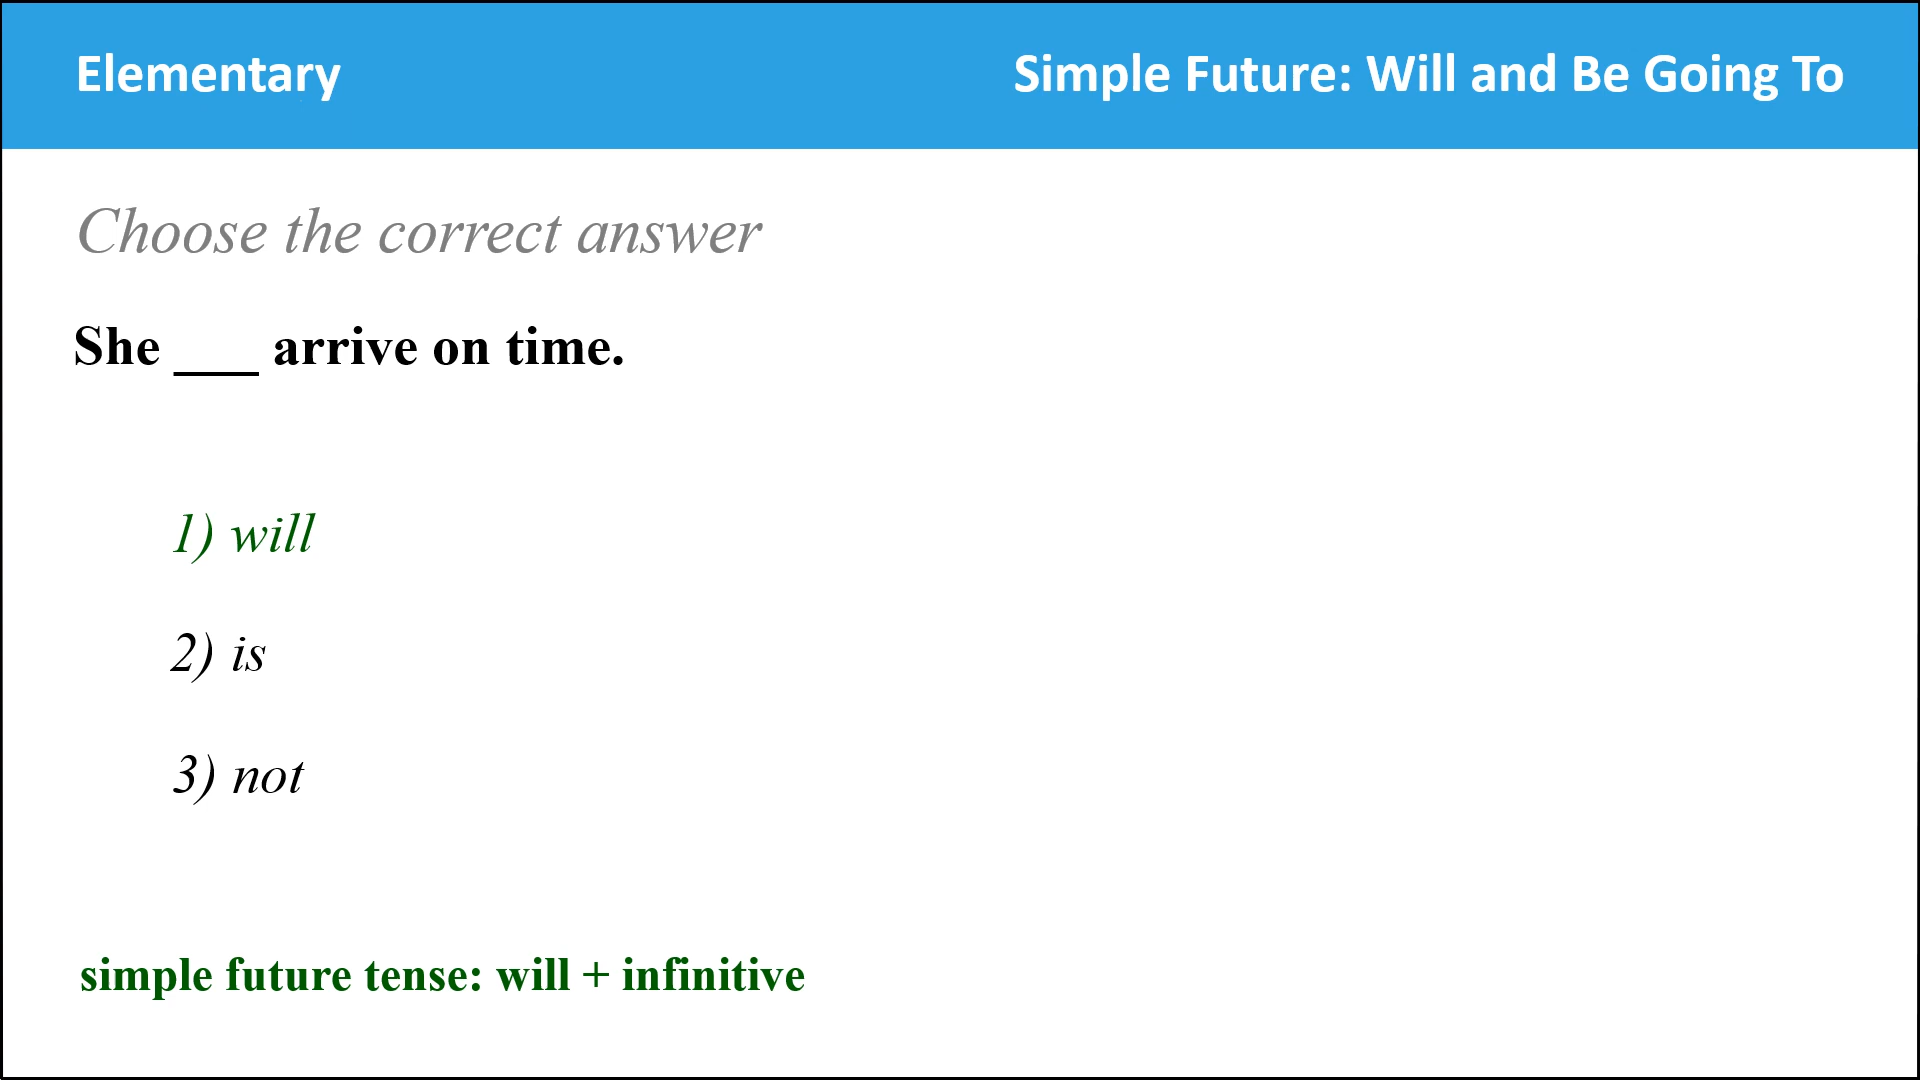 Elementary
Simple Future: Will and Be Going To
Choose the correct answer
She ___ arrive on time.
1) will
2) is
3) not
simple future tense: will + infinitive